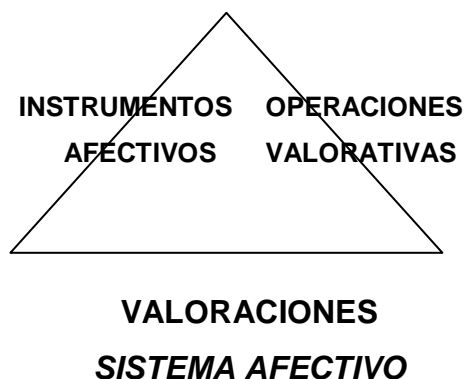 INSTRUMENTOS OPERACIONES
AFECTIVOS VALORATIVAS
VALORACIONES
SISTEMA AFECTIVO